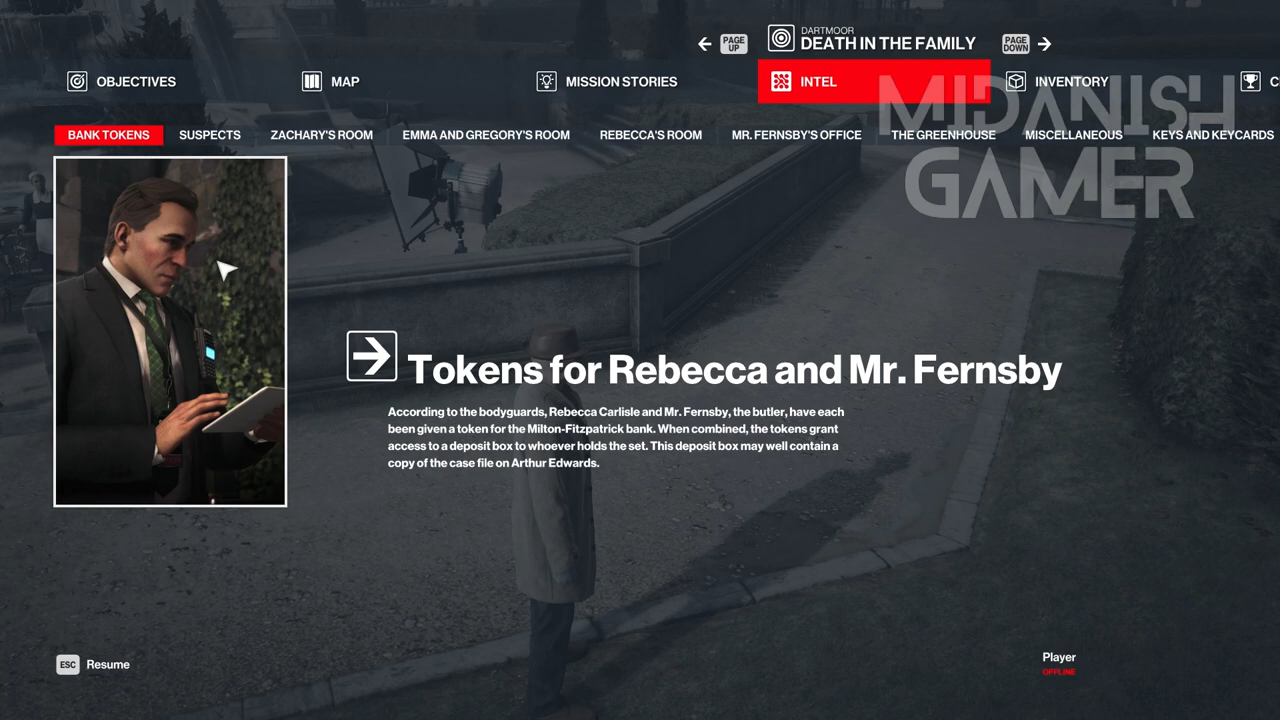 DARTMOOR
PAGE UP DEATH IN THE FAMILY PAGE DOWN
OBJECTIVES MAP MISSION STORIES INTEL INVENTORY C
MIDANISH
GAMER
BANK TOKENS SUSPECTS ZACHARY'S ROOM EMMA AND GREGORY'S ROOM REBECCA'S ROOM MR. FERNSBY'S OFFICE THE GREENHOUSE MISCELLANEOUS KEYS AND KEYCARDS
Tokens for Rebecca and Mr. Fernsby
According to the bodyguards, Rebecca Carlisle and Mr. Fernsby, the butler, have each
been given a token for the Milton-Fitzpatrick bank. When combined, the tokens grant
access to a deposit box to whoever holds the set. This deposit box may well contain a
copy of the case file on Arthur Edwards.
ESC Resume
Player
OFFLINE